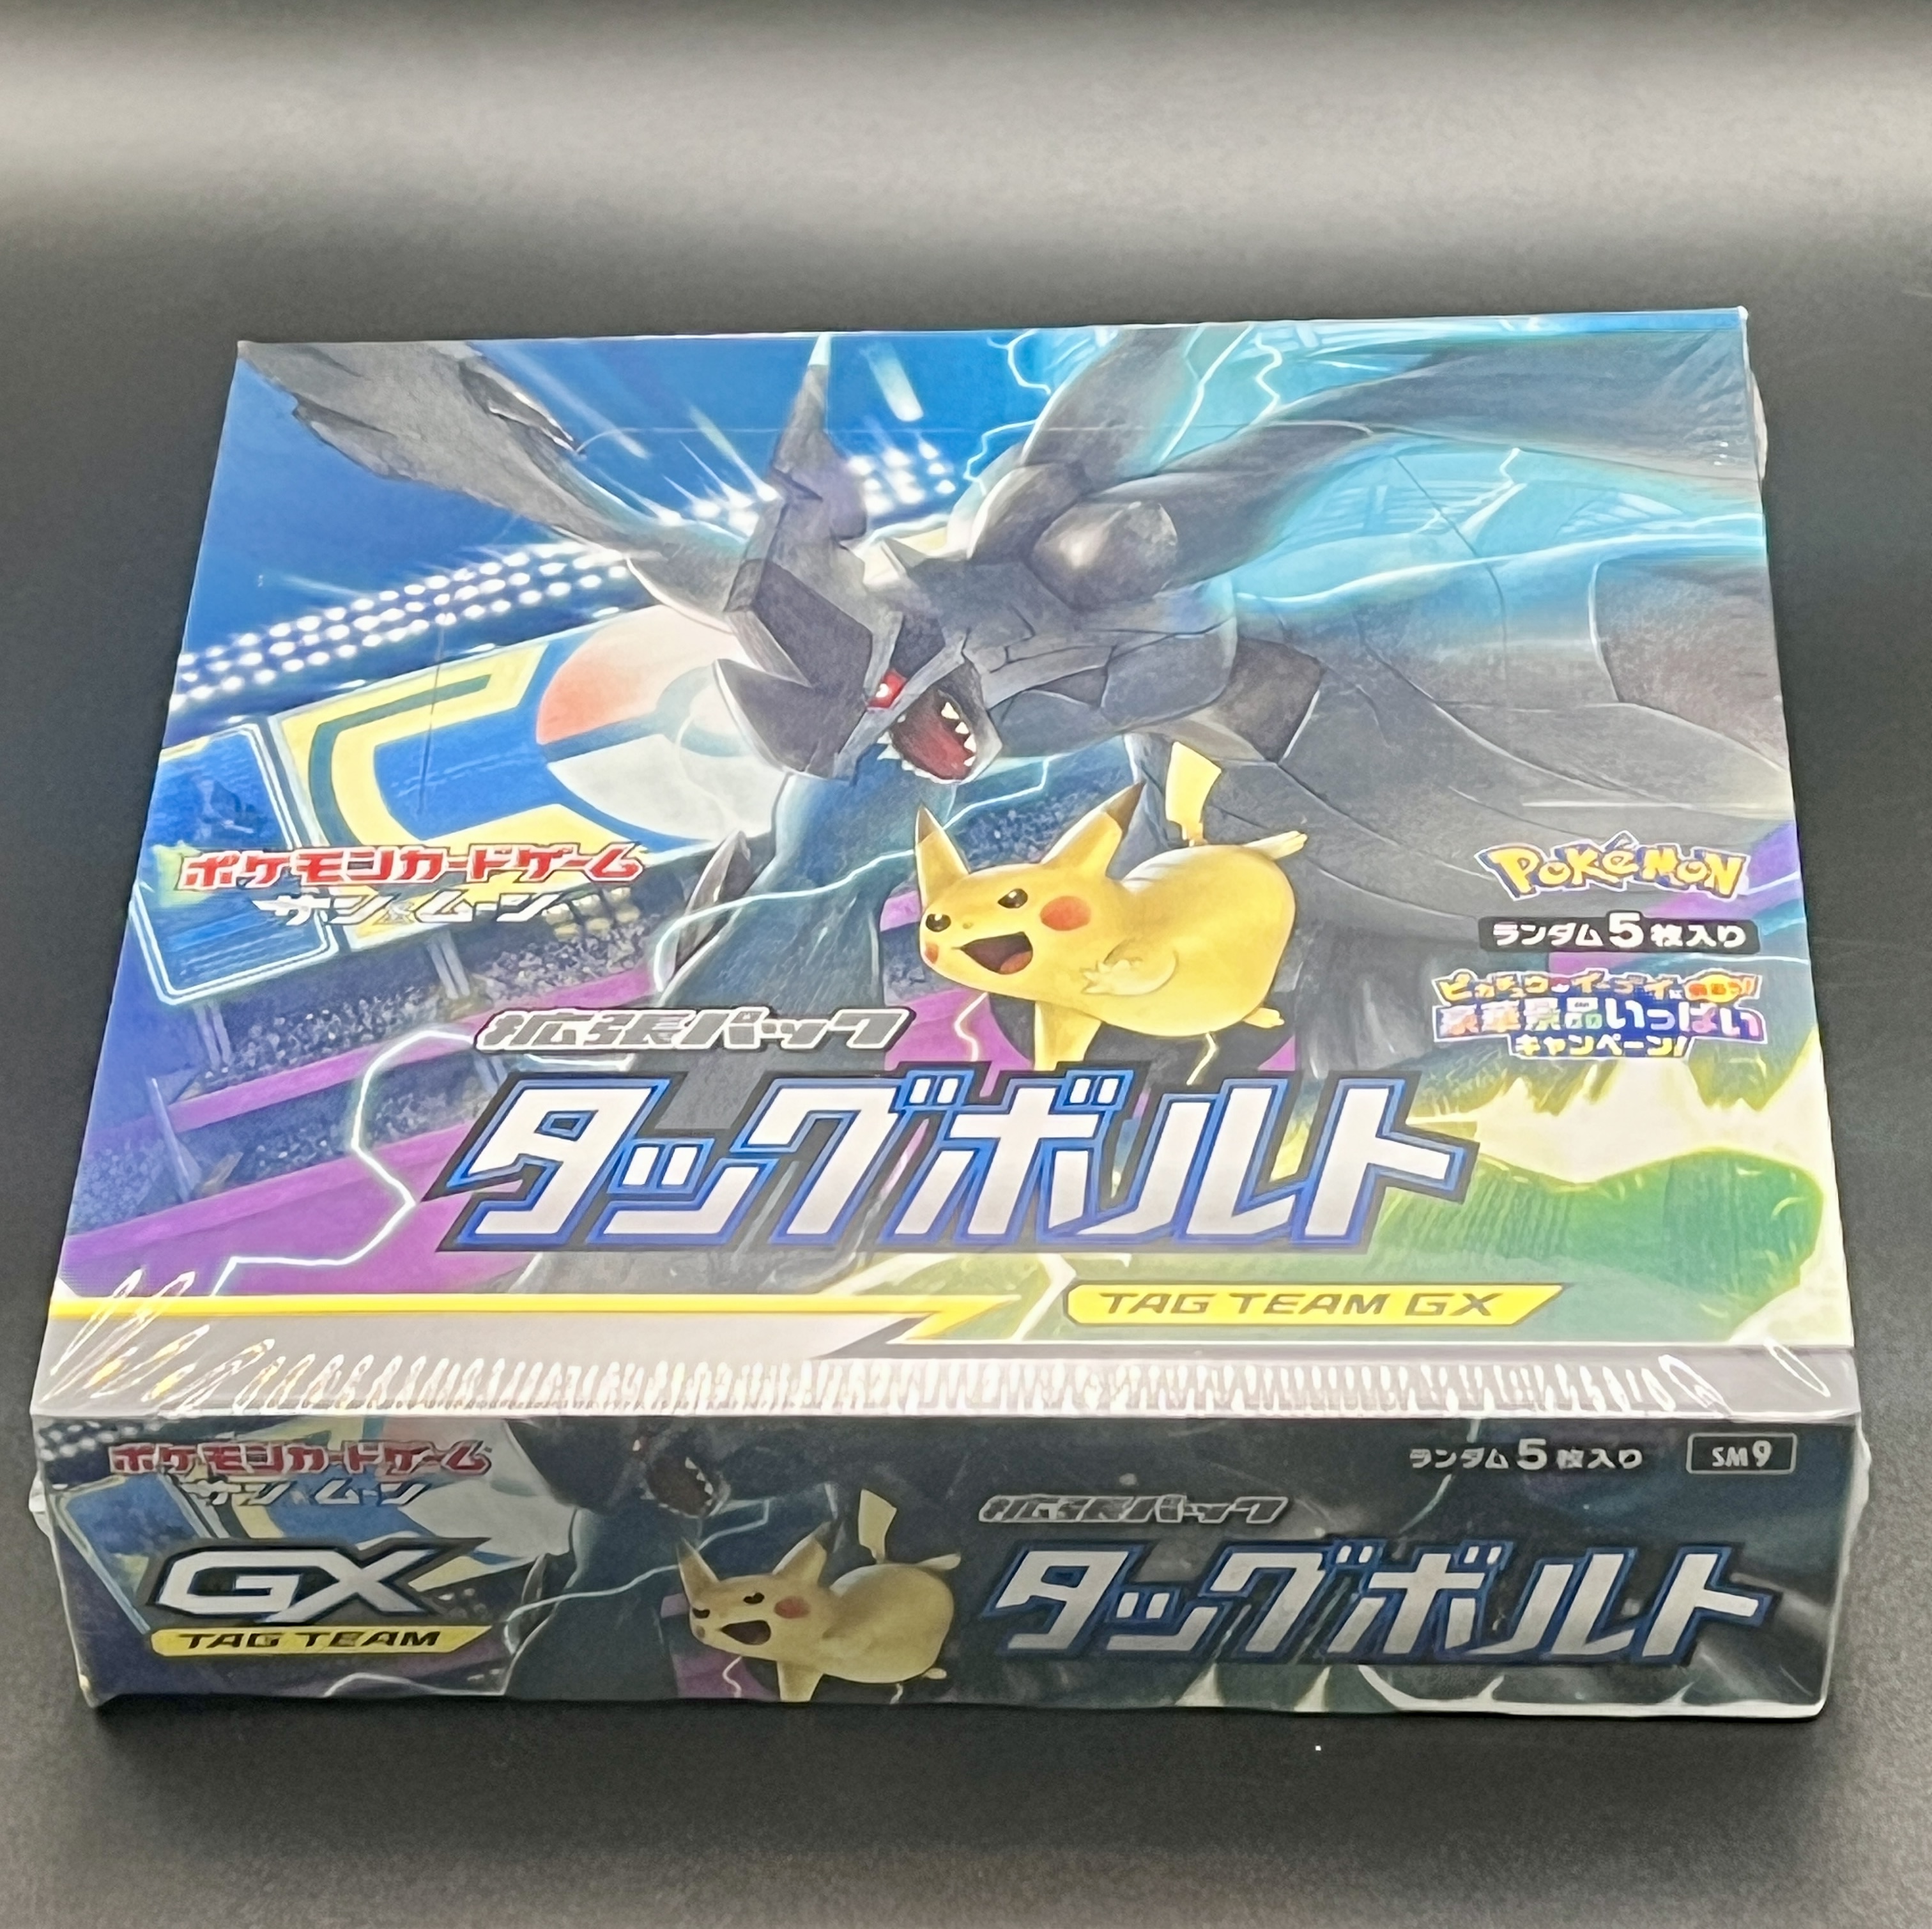 ポケモンカードゲーム
サン&ムーン
Pokémon
ランダム5枚入り
ピカチュウ・イーブイに当たる!!
豪華景品いっぱい
キャンペーン!
拡張パック
タッグボルト
TAG TEAM GX
ポケモンカードゲーム
サン&ムーン
GX
TAG TEAM
ランダム5枚入り
SM9
拡張パック
タッグボルト